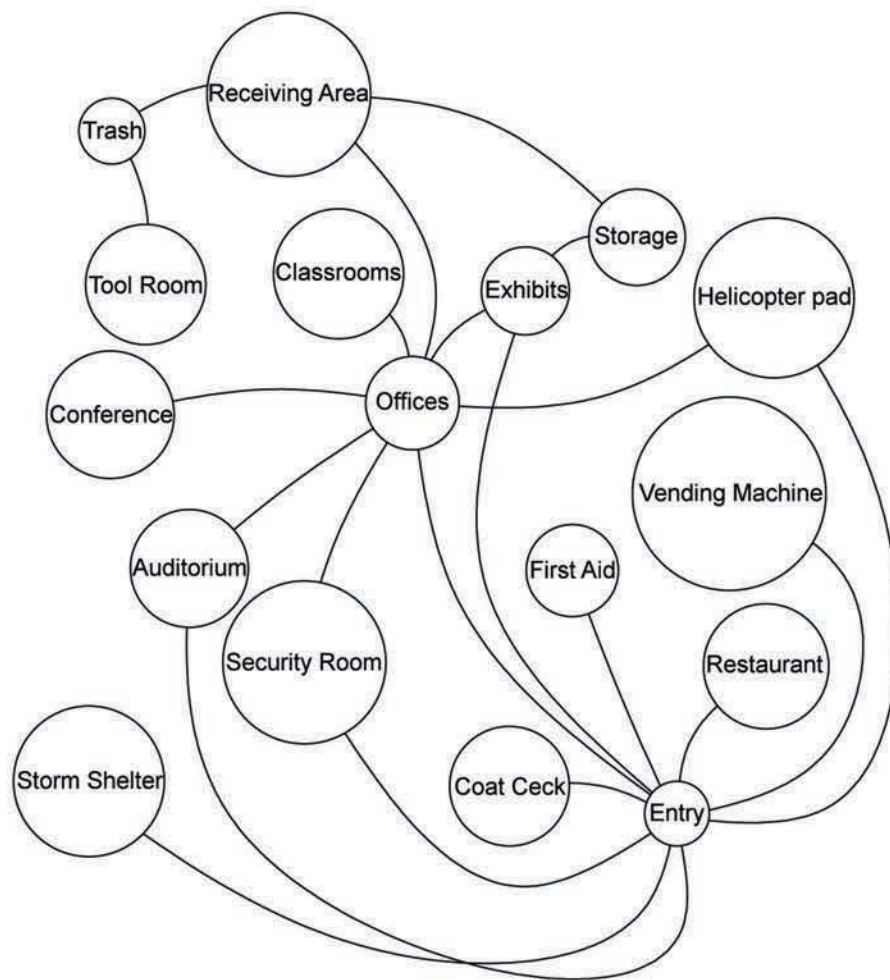 Receiving Area
Trash
Storage
Classrooms
Tool Room
Exhibits
Helicopter pad
Offices
Conference
Vending Machine
Auditorium
First Aid
Security Room
Restaurant
Storm Shelter
Coat Ceck
Entry